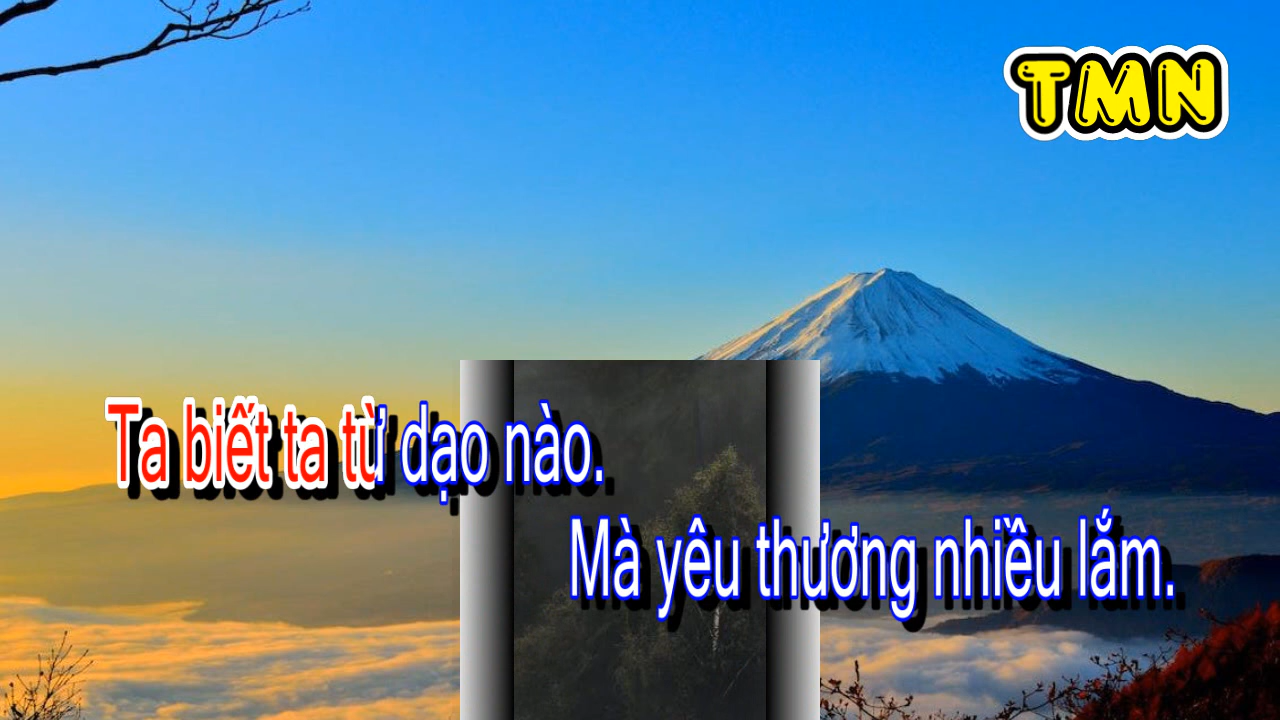 TMN
Ta biết ta từ dạo nào.
Mà yêu thương nhiều lắm.